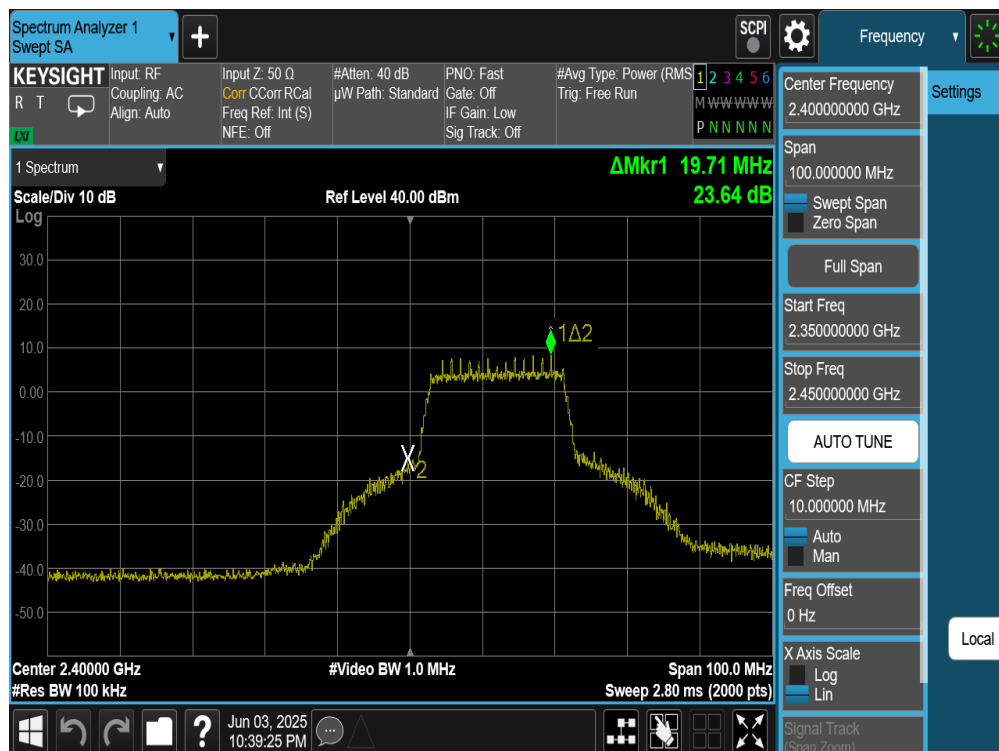 Spectrum Analyzer 1
Swept SA
+
SCPI
Frequency
KEYSIGHT
R T
LXI
Input: RF
Coupling: AC
Align: Auto
Input Z: 50 Ω
Corr CCorr RCal
Freq Ref: Int (S)
NFE: Off
#Atten: 40 dB
µW Path: Standard
PNO: Fast
Gate: Off
IF Gain: Low
Sig Track: Off
#Avg Type: Power (RMS
Trig: Free Run
1 2 3 4 5 6
M W W W W W
P N N N N N
1 Spectrum
Scale/Div 10 dB
Log
Ref Level 40.00 dBm
ΔMkr1 19.71 MHz
23.64 dB
30.0
20.0
10.0
0.00
-10.0
-20.0
-30.0
-40.0
-50.0
1Δ2
X2
Center 2.40000 GHz
#Res BW 100 kHz
#Video BW 1.0 MHz
Span 100.0 MHz
Sweep 2.80 ms (2000 pts)
Jun 03, 2025
10:39:25 PM
?
Center Frequency
2.400000000 GHz
Span
100.000000 MHz
Swept Span
Zero Span
Full Span
Start Freq
2.350000000 GHz
Stop Freq
2.450000000 GHz
AUTO TUNE
CF Step
10.000000 MHz
Auto
Man
Freq Offset
0 Hz
X Axis Scale
Log
Lin
Signal Track
(Span Zoom)
Settings
Local